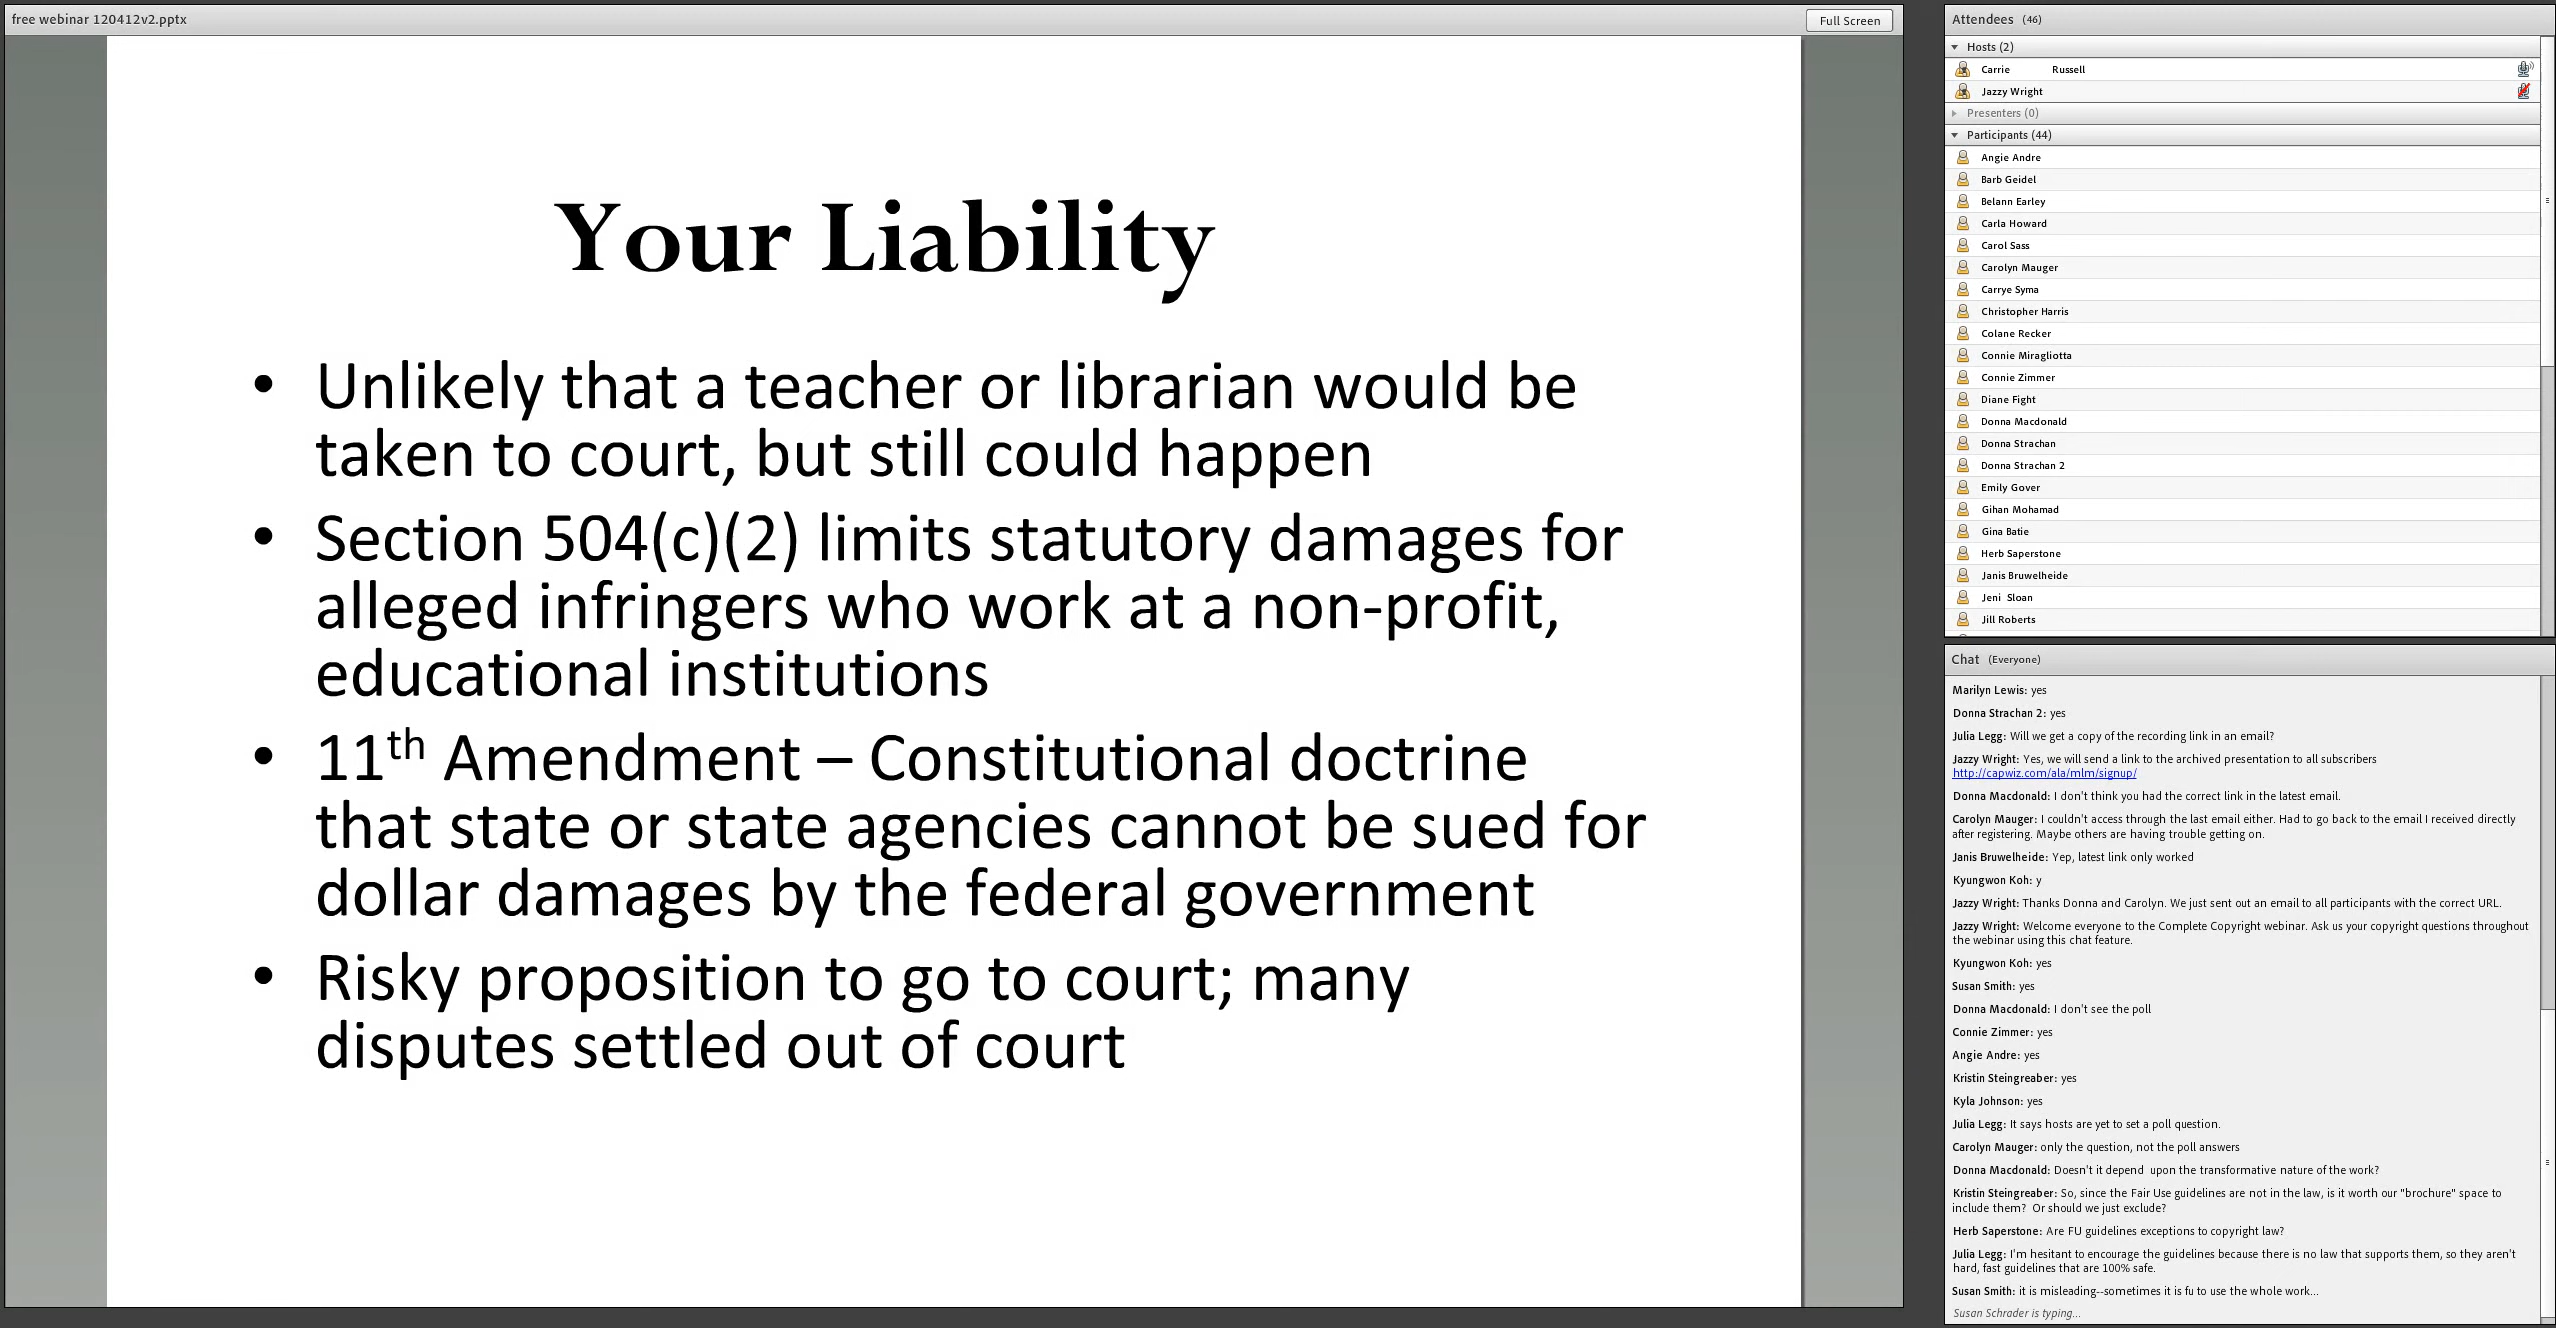 free webinar 120412v2.pptx
Full Screen
Your Liability
• Unlikely that a teacher or librarian would be
taken to court, but still could happen
• Section 504(c)(2) limits statutory damages for
alleged infringers who work at a non-profit,
educational institutions
• 11th Amendment – Constitutional doctrine
that state or state agencies cannot be sued for
dollar damages by the federal government
• Risky proposition to go to court; many
disputes settled out of court
Attendees (46)
Hosts (2)
Carrie Russell
Jazzy Wright
Presenters (0)
Participants (44)
Angie Andre
Barb Geidel
Belann Earley
Carla Howard
Carol Sass
Carolyn Mauger
Carrye Syma
Christopher Harris
Colane Recker
Connie Miragliotta
Connie Zimmer
Diane Fight
Donna Macdonald
Donna Strachan
Donna Strachan 2
Emily Gover
Gihan Mohamad
Gina Batie
Herb Saperstone
Janis Bruwelheide
Jeni Sloan
Jill Roberts
Chat (Everyone)
Marilyn Lewis: yes
Donna Strachan 2: yes
Julia Legg: Will we get a copy of the recording link in an email?
Jazzy Wright: Yes, we will send a link to the archived presentation to all subscribers
http://capwiz.com/ala/mlm/signup/
Donna Macdonald: I don't think you had the correct link in the latest email.
Carolyn Mauger: I couldn't access through the last email either. Had to go back to the email I received directly
after registering. Maybe others are having trouble getting on.
Janis Bruwelheide: Yep, latest link only worked
Kyungwon Koh: y
Jazzy Wright: Thanks Donna and Carolyn. We just sent out an email to all participants with the correct URL.
Jazzy Wright: Welcome everyone to the Complete Copyright webinar. Ask us your copyright questions throughout
the webinar using this chat feature.
Kyungwon Koh: yes
Susan Smith: yes
Donna Macdonald: I don't see the poll
Connie Zimmer: yes
Angie Andre: yes
Kristin Steingreaber: yes
Kyla Johnson: yes
Julia Legg: It says hosts are yet to set a poll question.
Carolyn Mauger: only the question, not the poll answers
Donna Macdonald: Doesn't it depend upon the transformative nature of the work?
Kristin Steingreaber: So, since the Fair Use guidelines are not in the law, is it worth our "brochure" space to
include them? Or should we just exclude?
Herb Saperstone: Are FU guidelines exceptions to copyright law?
Julia Legg: I'm hesitant to encourage the guidelines because there is no law that supports them, so they aren't
hard, fast guidelines that are 100% safe.
Susan Smith: it is misleading--sometimes it is fu to use the whole work...
Susan Schrader is typing...